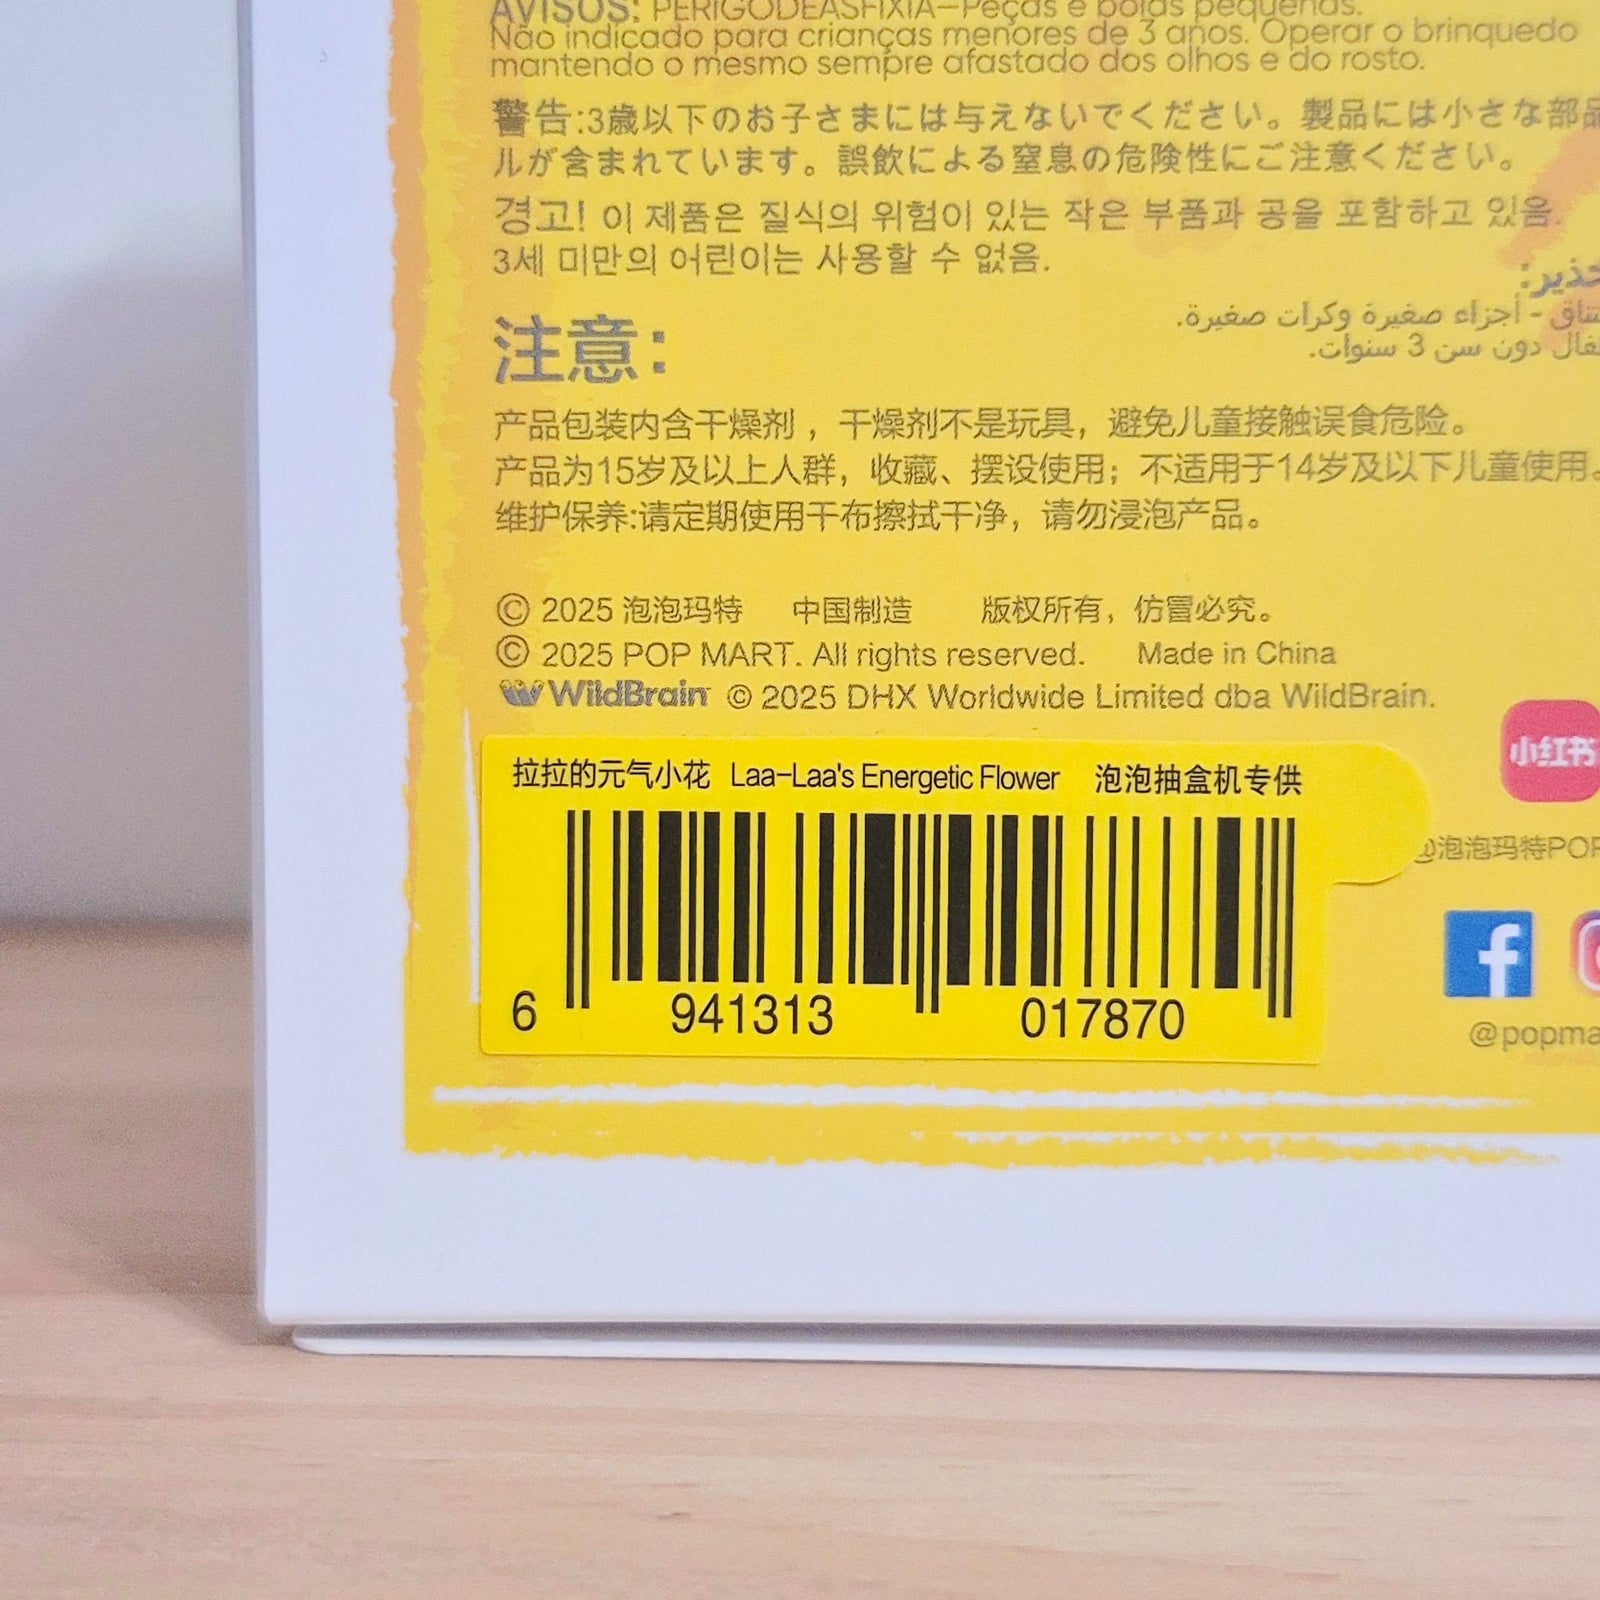 AVISOS: PERIGODEASFIXIA—Peças e bolas pequenas.
Não indicado para crianças menores de 3 anos. Operar o brinquedo
mantendo o mesmo sempre afastado dos olhos e do rosto.
警告:3歳以下のお子さまには与えないでください。製品には小さな部品
ルが含まれています。誤飲による窒息の危険性にご注意ください。
경고! 이 제품은 질식의 위험이 있는 작은 부품과 공을 포함하고 있음.
3세 미만의 어린이는 사용할 수 없음.
- أجزاء صغيرة وكرات صغيرة.
دون سن 3 سنوات.
注意:
产品包装内含干燥剂，干燥剂不是玩具，避免儿童接触误食危险。
产品为15岁及以上人群，收藏、摆设使用；不适用于14岁及以下儿童使用。
维护保养:请定期使用干布擦拭干净，请勿浸泡产品。
© 2025 泡泡玛特 中国制造 版权所有，仿冒必究。
© 2025 POP MART. All rights reserved. Made in China
WildBrain © 2025 DHX Worldwide Limited dba WildBrain.
小红书
拉拉的元气小花 Laa-Laa's Energetic Flower 泡泡抽盒机专供
@泡泡玛特POP
6 941313 017870
f
@popma